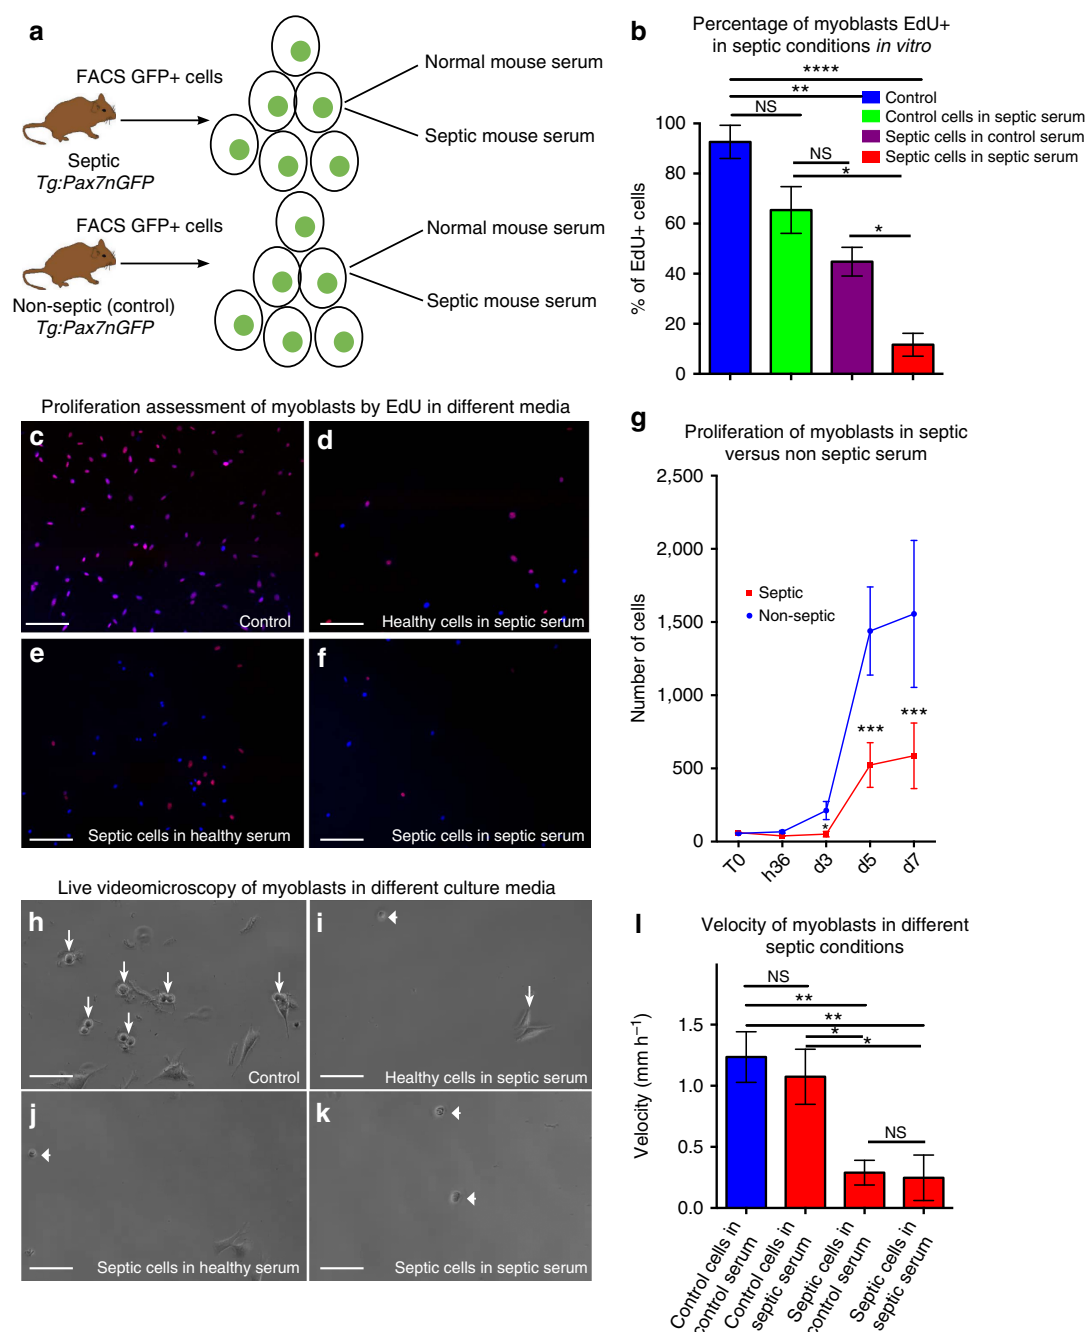 a
FACS GFP+ cells
Normal mouse serum
Septic mouse serum
Septic
Tg:Pax7nGFP
FACS GFP+ cells
Normal mouse serum
Septic mouse serum
Non-septic (control)
Tg:Pax7nGFP
b
Percentage of myoblasts EdU+
in septic conditions in vitro
****
**
NS
NS
*
*
Control
Control cells in septic serum
Septic cells in control serum
Septic cells in septic serum
% of EdU+ cells
100
80
60
40
20
0
Proliferation assessment of myoblasts by EdU in different media
c
Control
d
Healthy cells in septic serum
e
Septic cells in healthy serum
f
Septic cells in septic serum
g
Proliferation of myoblasts in septic
versus non septic serum
Number of cells
2,500
2,000
1,500
1,000
500
0
Septic
Non-septic
*
***
***
T0
h36
d3
d5
d7
Live videomicroscopy of myoblasts in different culture media
h
Control
i
Healthy cells in septic serum
j
Septic cells in healthy serum
k
Septic cells in septic serum
l
Velocity of myoblasts in different
septic conditions
Velocity (mm h⁻¹)
1.5
1.0
0.5
0.0
NS
**
**
*
*
NS
Control cells in
control serum
Control cells in
septic serum
Septic cells in
control serum
Septic cells in
septic serum